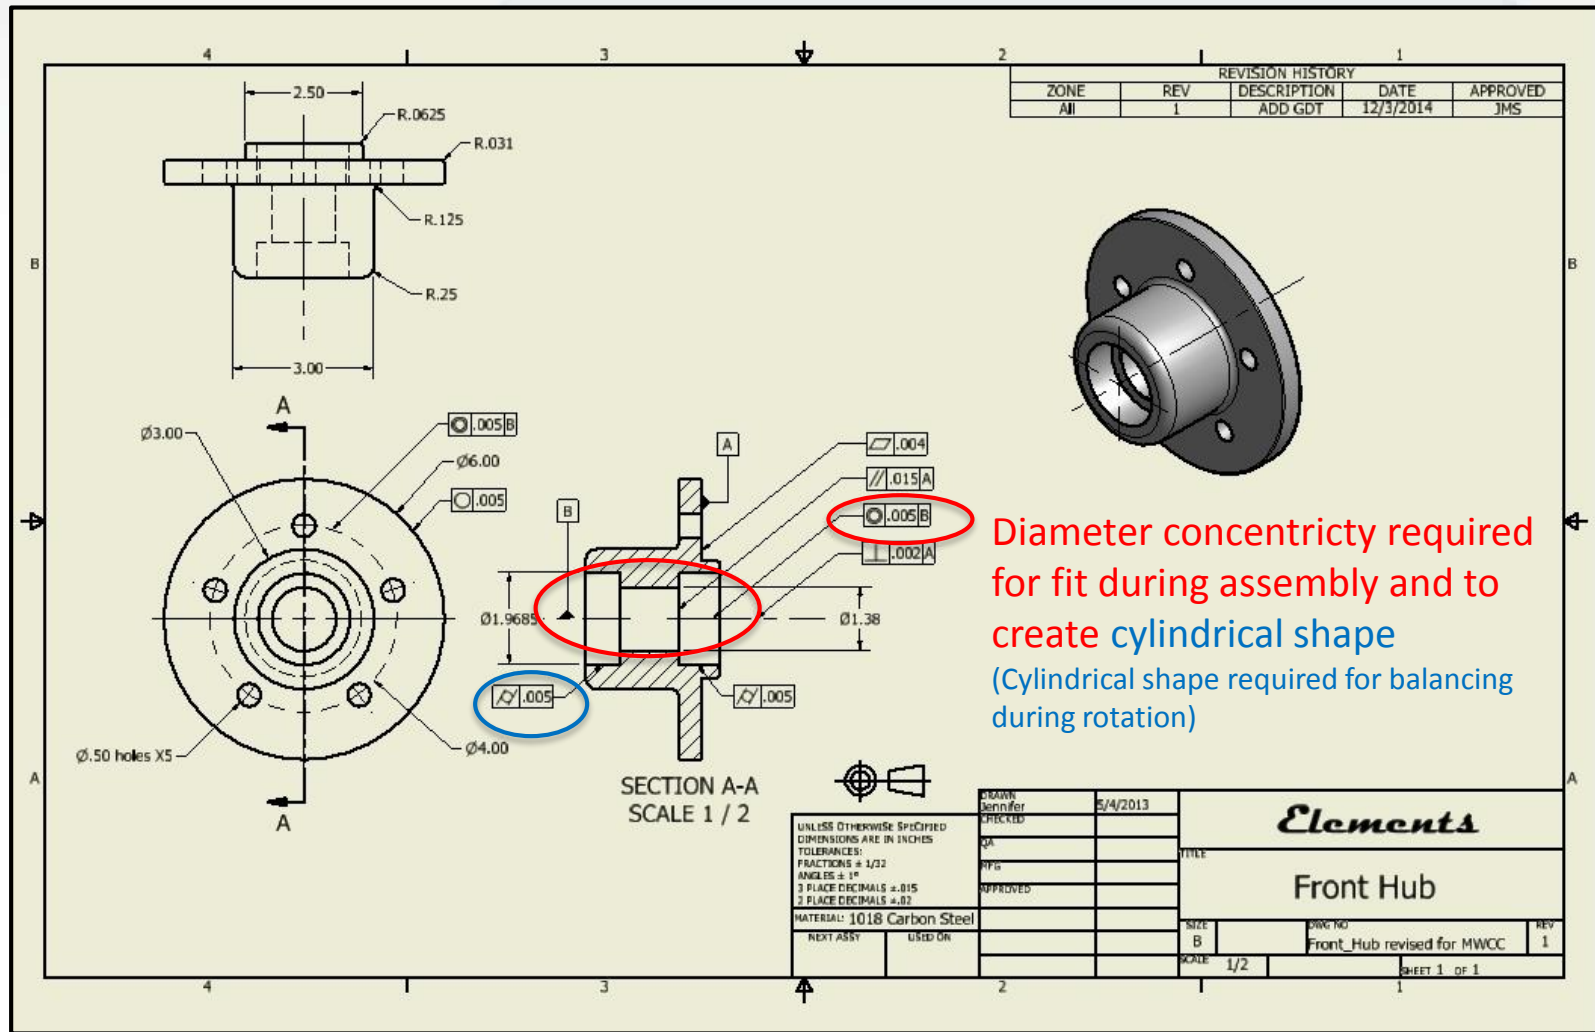 4 3 2 1
REVISION HISTORY
ZONE REV DESCRIPTION DATE APPROVED
All 1 ADD GDT 12/3/2014 JMS
2.50
R.0625
R.031
R.125
R.25
3.00
B
B
A
Ø3.00
◎ .005 B
Ø6.00
○ .005
A
B
⏥ .004
// .015 A
◎ .005 B
⊥ .002 A
Ø1.9685
Ø1.38
⌭ .005
⌭ .005
Ø.50 holes X5
Ø4.00
A
SECTION A-A
SCALE 1 / 2
Diameter concentricty required
for fit during assembly and to
create cylindrical shape
(Cylindrical shape required for balancing
during rotation)
A
A
UNLESS OTHERWISE SPECIFIED
DIMENSIONS ARE IN INCHES
TOLERANCES:
FRACTIONS ± 1/32
ANGLES ± 1°
3 PLACE DECIMALS ±.015
2 PLACE DECIMALS ±.02
MATERIAL: 1018 Carbon Steel
NEXT ASSY USED ON
DRAWN
Jennifer 5/4/2013
CHECKED
QA
MFG
APPROVED
Elements
TITLE
Front Hub
SIZE
B
DWG NO
Front_Hub revised for MWCC
REV
1
SCALE 1/2
SHEET 1 OF 1
4 3 2 1